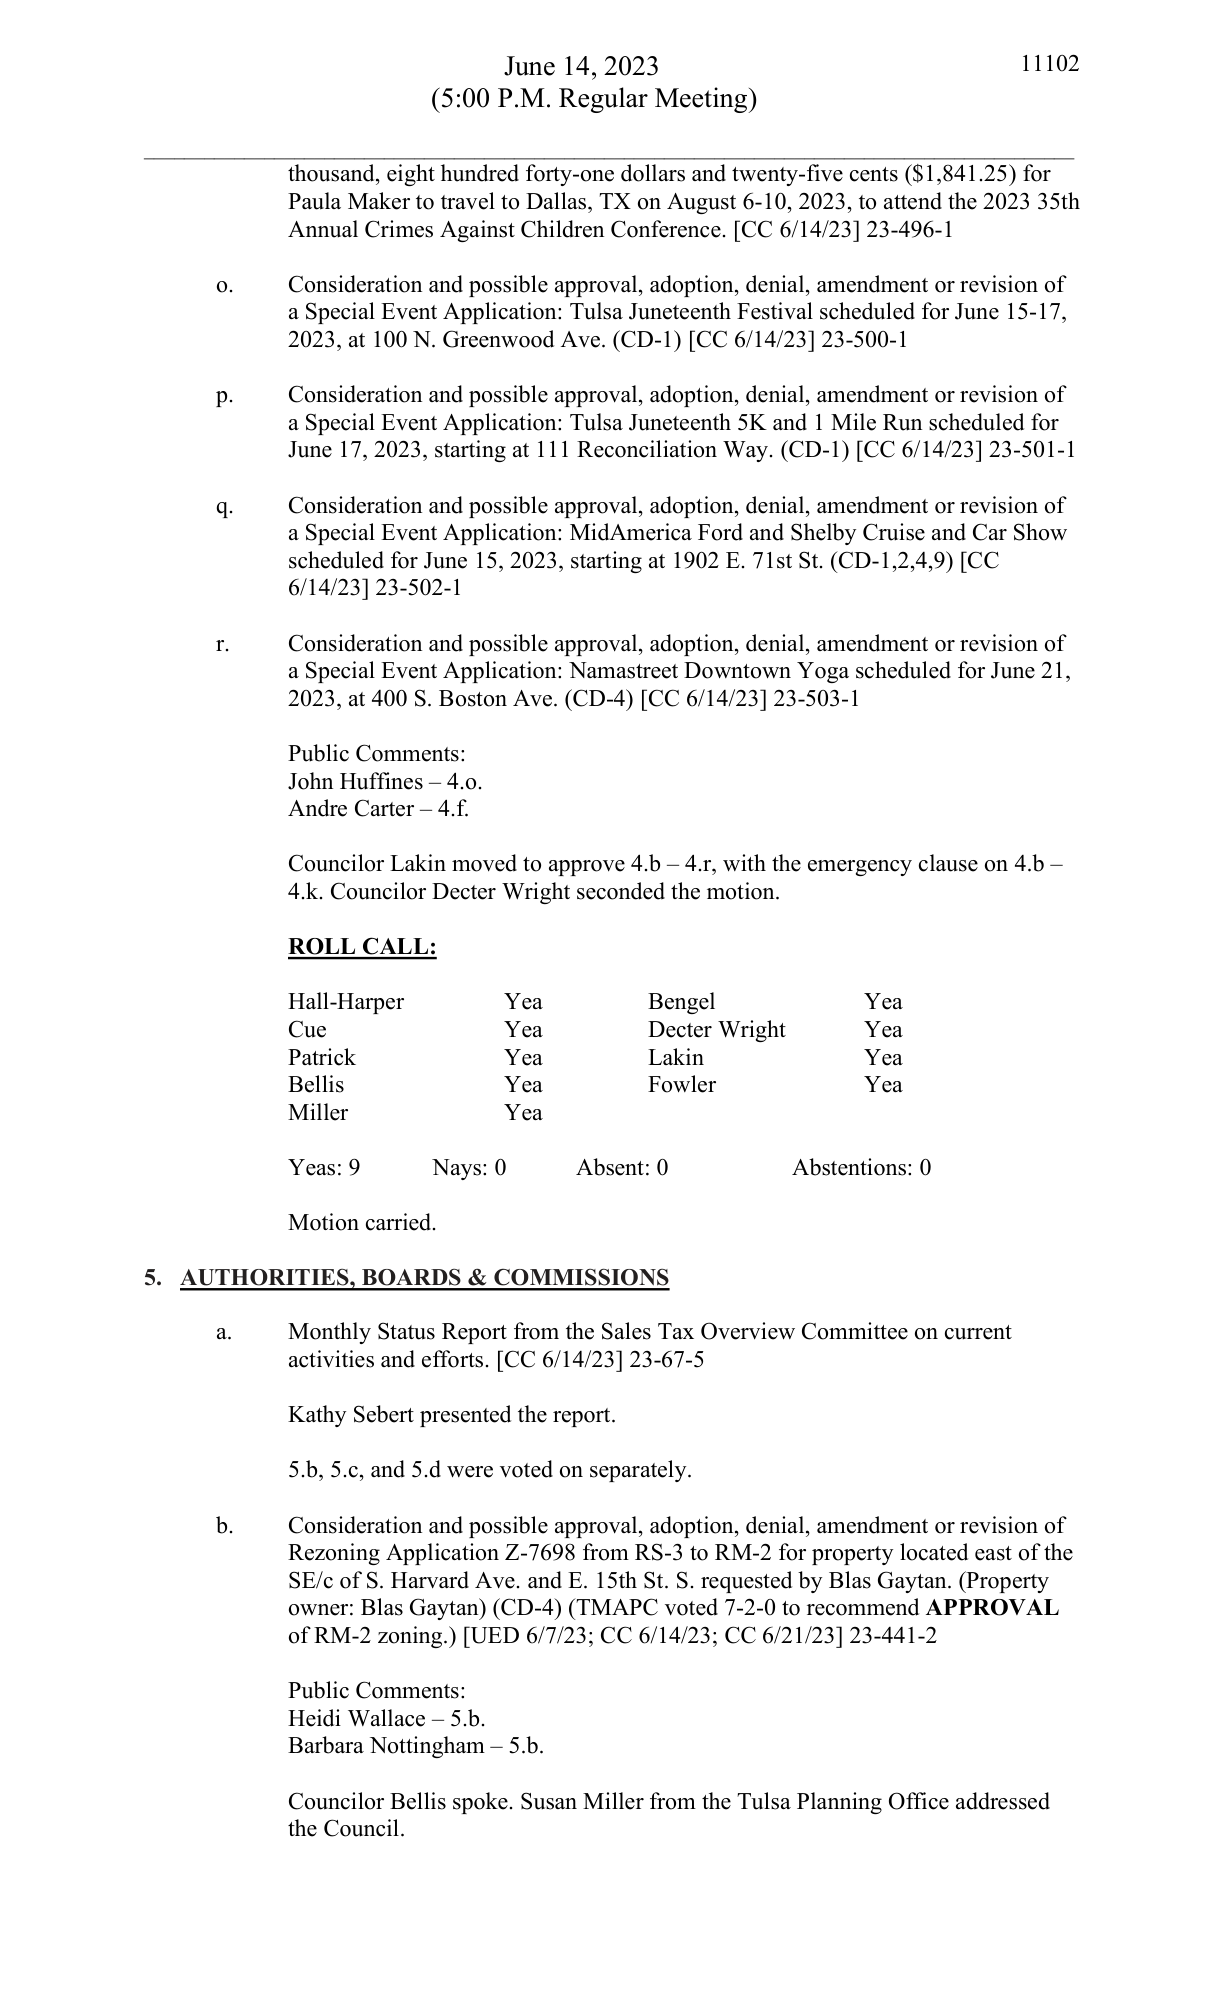 June 14, 2023
11102
(5:00 P.M. Regular Meeting)
thousand, eight hundred forty-one dollars and twenty-five cents ($1,841.25) for
Paula Maker to travel to Dallas, TX on August 6-10, 2023, to attend the 2023 35th
Annual Crimes Against Children Conference. [CC 6/14/23] 23-496-1
o. Consideration and possible approval, adoption, denial, amendment or revision of
a Special Event Application: Tulsa Juneteenth Festival scheduled for June 15-17,
2023, at 100 N. Greenwood Ave. (CD-1) [CC 6/14/23] 23-500-1
p. Consideration and possible approval, adoption, denial, amendment or revision of
a Special Event Application: Tulsa Juneteenth 5K and 1 Mile Run scheduled for
June 17, 2023, starting at 111 Reconciliation Way. (CD-1) [CC 6/14/23] 23-501-1
q. Consideration and possible approval, adoption, denial, amendment or revision of
a Special Event Application: MidAmerica Ford and Shelby Cruise and Car Show
scheduled for June 15, 2023, starting at 1902 E. 71st St. (CD-1,2,4,9) [CC
6/14/23] 23-502-1
r. Consideration and possible approval, adoption, denial, amendment or revision of
a Special Event Application: Namastreet Downtown Yoga scheduled for June 21,
2023, at 400 S. Boston Ave. (CD-4) [CC 6/14/23] 23-503-1
Public Comments:
John Huffines – 4.o.
Andre Carter – 4.f.
Councilor Lakin moved to approve 4.b – 4.r, with the emergency clause on 4.b –
4.k. Councilor Decter Wright seconded the motion.
ROLL CALL:
Hall-Harper Yea Bengel Yea
Cue Yea Decter Wright Yea
Patrick Yea Lakin Yea
Bellis Yea Fowler Yea
Miller Yea
Yeas: 9 Nays: 0 Absent: 0 Abstentions: 0
Motion carried.
5. AUTHORITIES, BOARDS & COMMISSIONS
a. Monthly Status Report from the Sales Tax Overview Committee on current
activities and efforts. [CC 6/14/23] 23-67-5
Kathy Sebert presented the report.
5.b, 5.c, and 5.d were voted on separately.
b. Consideration and possible approval, adoption, denial, amendment or revision of
Rezoning Application Z-7698 from RS-3 to RM-2 for property located east of the
SE/c of S. Harvard Ave. and E. 15th St. S. requested by Blas Gaytan. (Property
owner: Blas Gaytan) (CD-4) (TMAPC voted 7-2-0 to recommend APPROVAL
of RM-2 zoning.) [UED 6/7/23; CC 6/14/23; CC 6/21/23] 23-441-2
Public Comments:
Heidi Wallace – 5.b.
Barbara Nottingham – 5.b.
Councilor Bellis spoke. Susan Miller from the Tulsa Planning Office addressed
the Council.